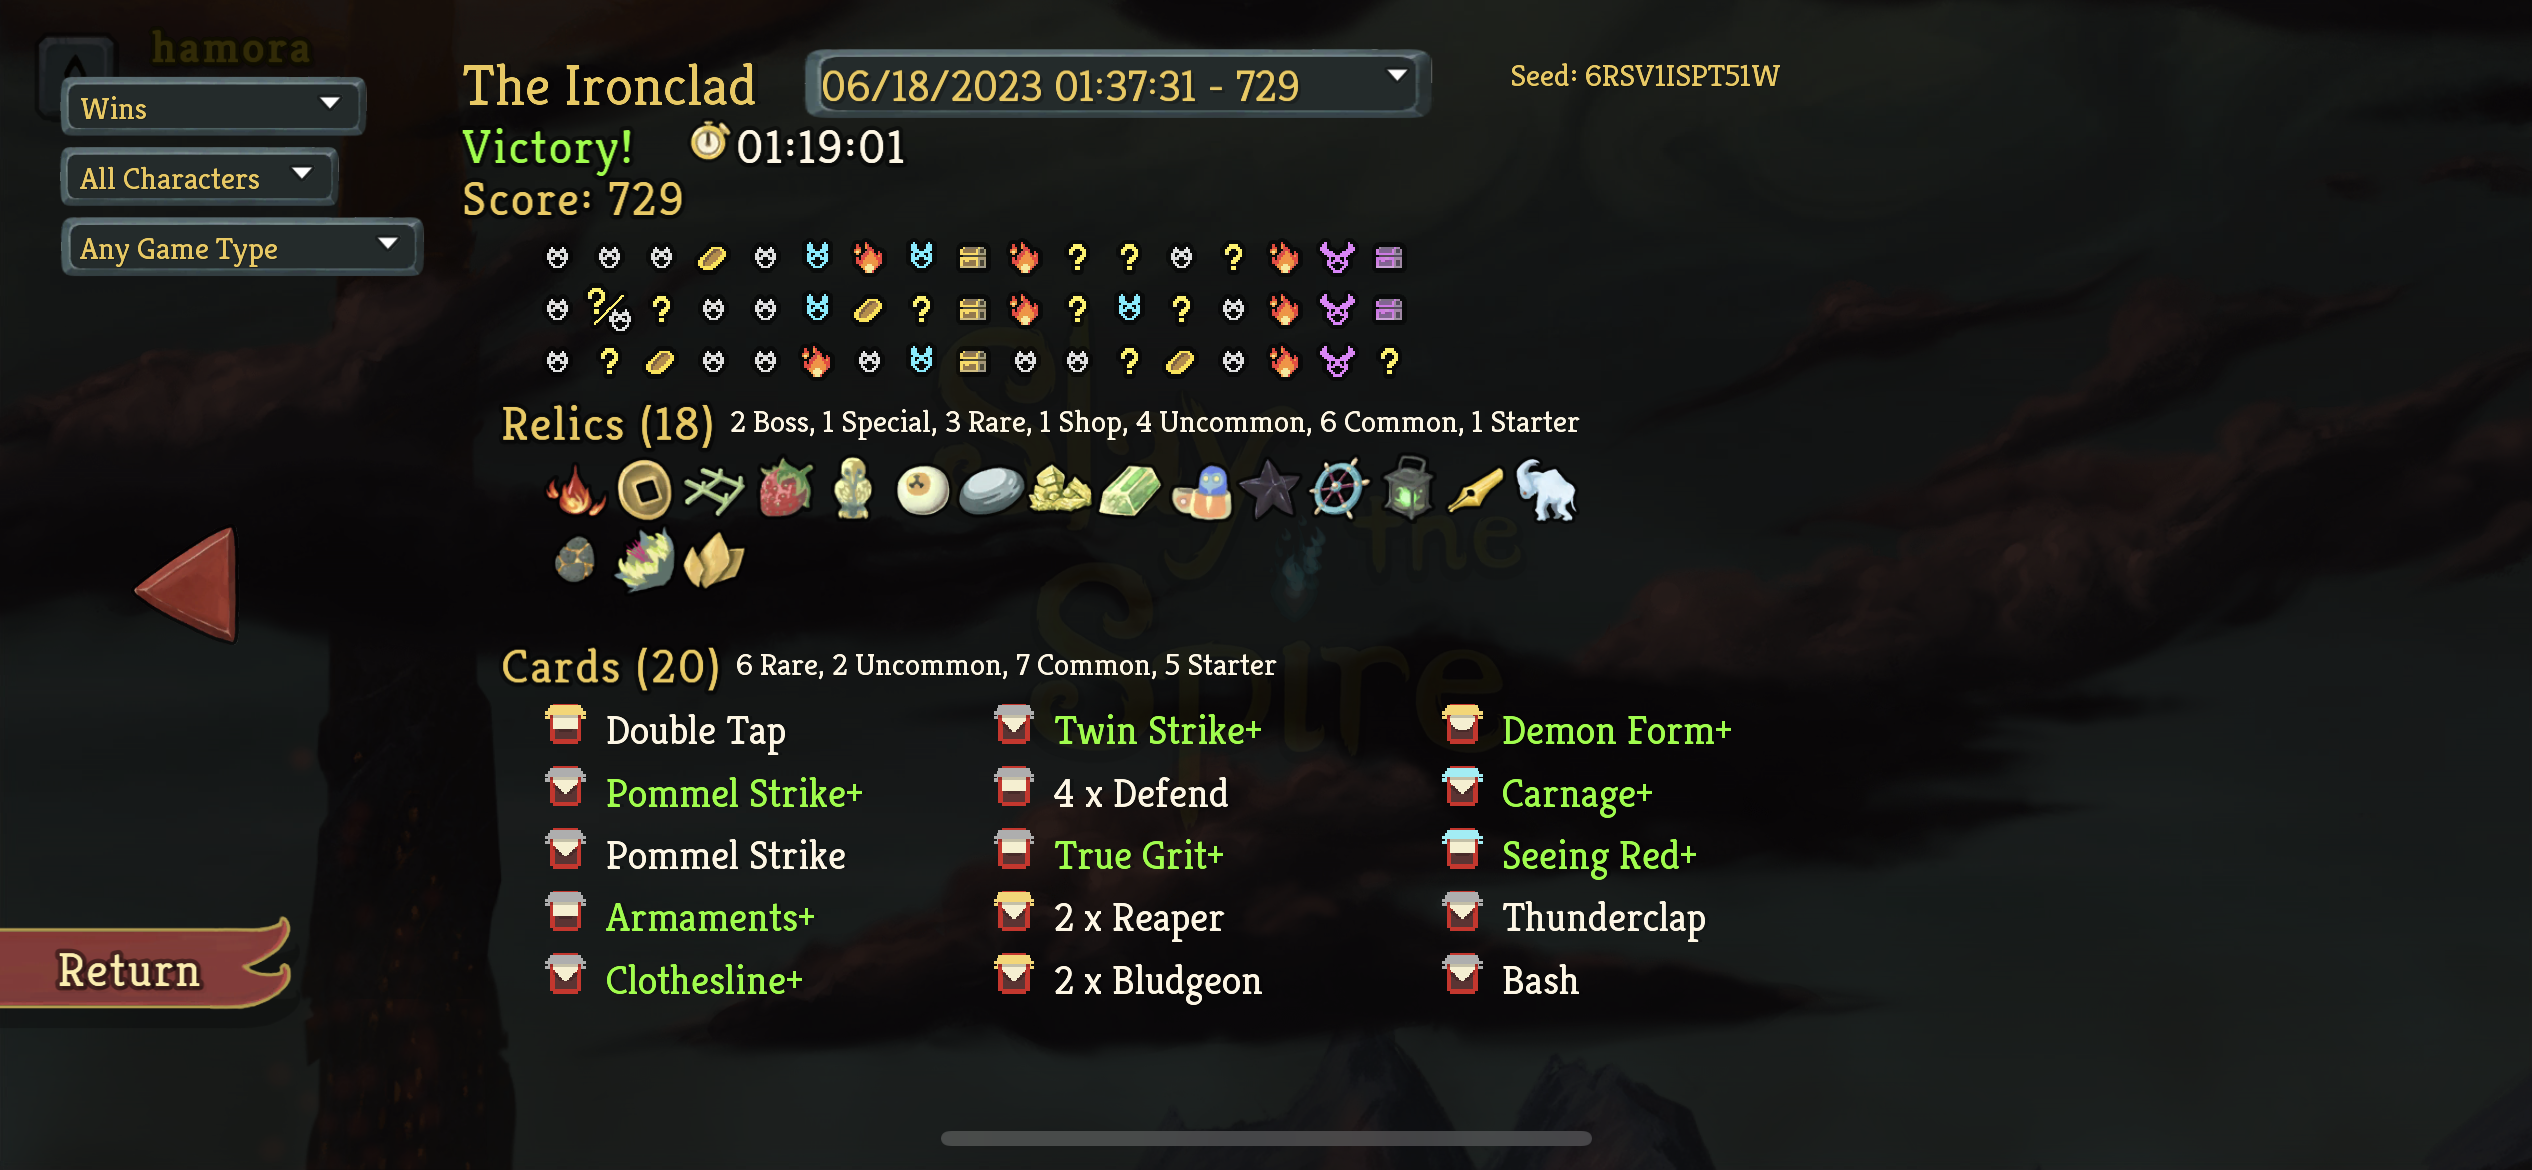 hamora
Wins
All Characters
Any Game Type
The Ironclad
06/18/2023 01:37:31 - 729
Seed: 6RSV1ISPT51W
Victory!
01:19:01
Score: 729
Relics (18) 2 Boss, 1 Special, 3 Rare, 1 Shop, 4 Uncommon, 6 Common, 1 Starter
Slay the Spire
Cards (20) 6 Rare, 2 Uncommon, 7 Common, 5 Starter
Double Tap
Twin Strike+
Demon Form+
Pommel Strike+
4 x Defend
Carnage+
Pommel Strike
True Grit+
Seeing Red+
Armaments+
2 x Reaper
Thunderclap
Clothesline+
2 x Bludgeon
Bash
Return